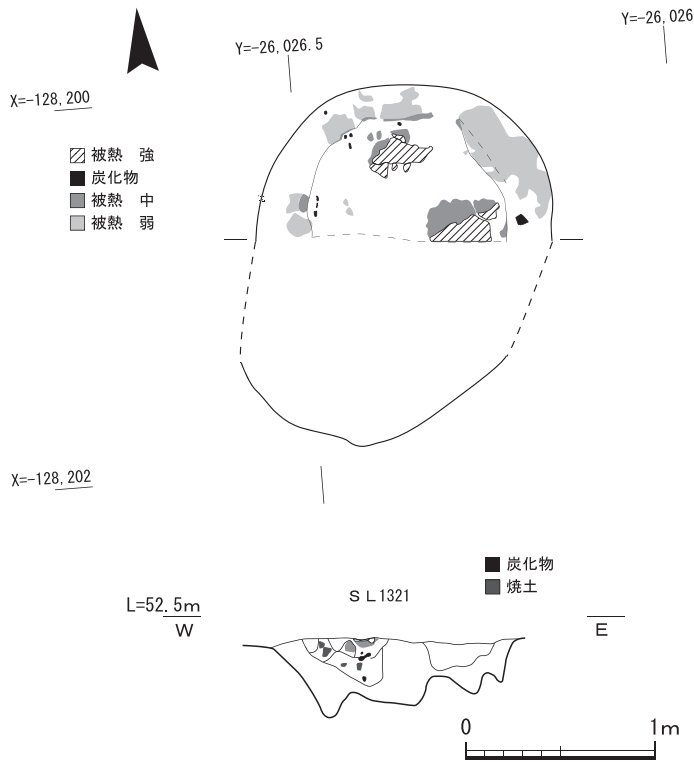 Y=-26,026.5
Y=-26,026
X=-128,200
被熱 強
炭化物
被熱 中
被熱 弱
X=-128,202
炭化物
焼土
L=52.5m
SL1321
W
E
0
1m